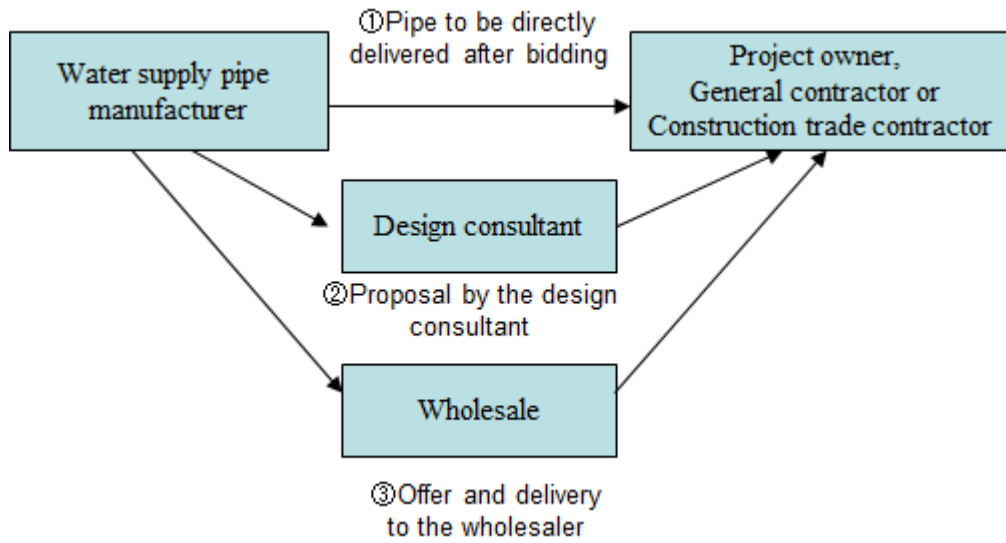 ①Pipe to be directly
delivered after bidding
Water supply pipe
manufacturer
Project owner,
General contractor or
Construction trade contractor
Design consultant
②Proposal by the design
consultant
Wholesale
③Offer and delivery
to the wholesaler